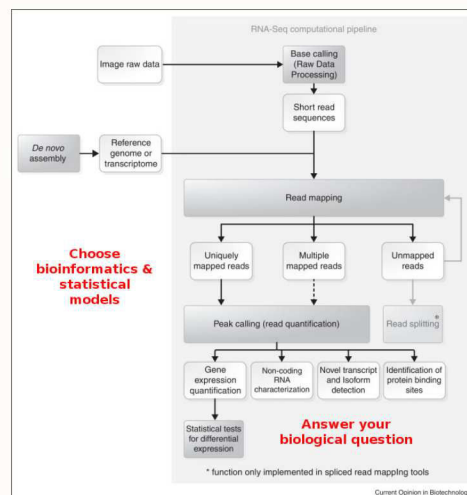 RNA-Seq computational pipeline
Image raw data
Base calling
(Raw Data
Processing)
Short read
sequences
De novo
assembly
Reference
genome or
transcriptome
Read mapping
Choose
bioinformatics &
statistical
models
Uniquely
mapped reads
Multiple
mapped reads
Unmapped
reads
Peak calling (read quantification)
Read splitting*
Gene
expression
quantification
Non-coding
RNA
characterization
Novel transcript
and Isoform
detection
Identification of
protein binding
sites
Statistical tests
for differential
expression
Answer your
biological question
* function only implemented in spliced read mapping tools
Current Opinion in Biotechnology